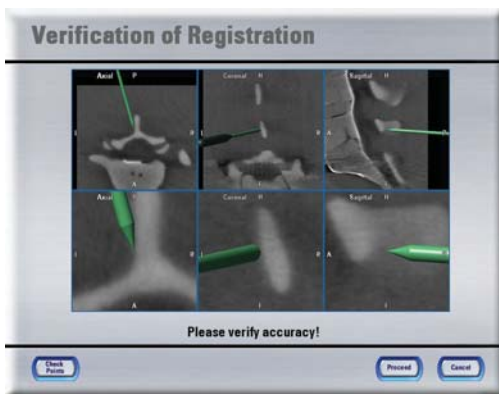 Verification of Registration
Axial P
Coronal H
Sagittal H
A
A
Axial
Coronal H
Sagittal H
A
A
I
I
Please verify accuracy!
Check
Points
Proceed
Cancel